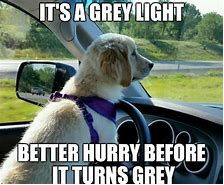 IT'S A GREY LIGHT
BETTER HURRY BEFORE
IT TURNS GREY